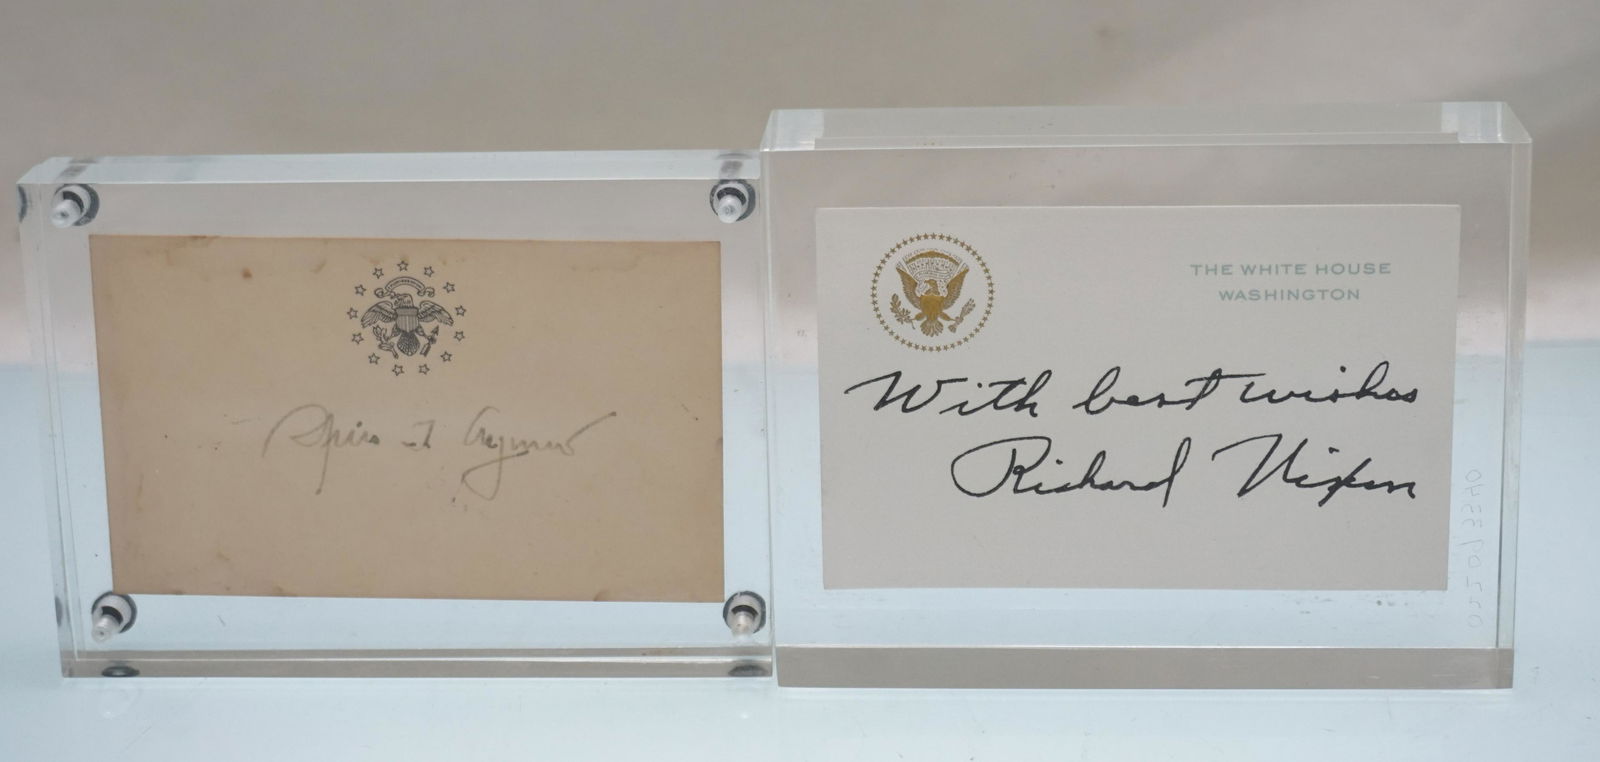 Spiro T Agnew
THE WHITE HOUSE
WASHINGTON
With best wishes
Richard Nixon